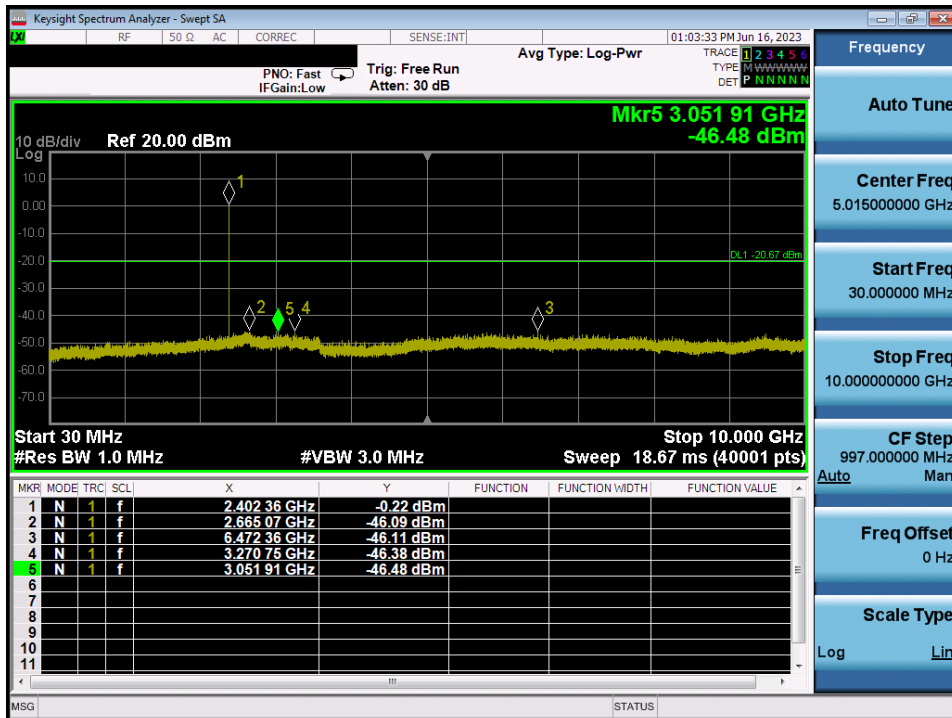 Keysight Spectrum Analyzer - Swept SA
LXI RF 50 Ω AC CORREC SENSE:INT 01:03:33 PM Jun 16, 2023
Avg Type: Log-Pwr
TRACE 1 2 3 4 5 6
TYPE M WWWWW
DET P N N N N N
PNO: Fast
IFGain:Low
Trig: Free Run
Atten: 30 dB
Mkr5 3.051 91 GHz
-46.48 dBm
10 dB/div
Log
Ref 20.00 dBm
10.0
0.00
-10.0
-20.0
-30.0
-40.0
-50.0
-60.0
-70.0
1
2
5
4
3
DL1 -20.67 dBm
Start 30 MHz
Stop 10.000 GHz
#Res BW 1.0 MHz
#VBW 3.0 MHz
Sweep 18.67 ms (40001 pts)
MKR MODE TRC SCL X Y FUNCTION FUNCTION WIDTH FUNCTION VALUE
1 N 1 f 2.402 36 GHz -0.22 dBm
2 N 1 f 2.665 07 GHz -46.09 dBm
3 N 1 f 6.472 36 GHz -46.11 dBm
4 N 1 f 3.270 75 GHz -46.38 dBm
5 N 1 f 3.051 91 GHz -46.48 dBm
6
7
8
9
10
11
MSG
STATUS
Frequency
Auto Tune
Center Freq
5.015000000 GHz
Start Freq
30.000000 MHz
Stop Freq
10.000000000 GHz
CF Step
997.000000 MHz
Auto Man
Freq Offset
0 Hz
Scale Type
Log Lin